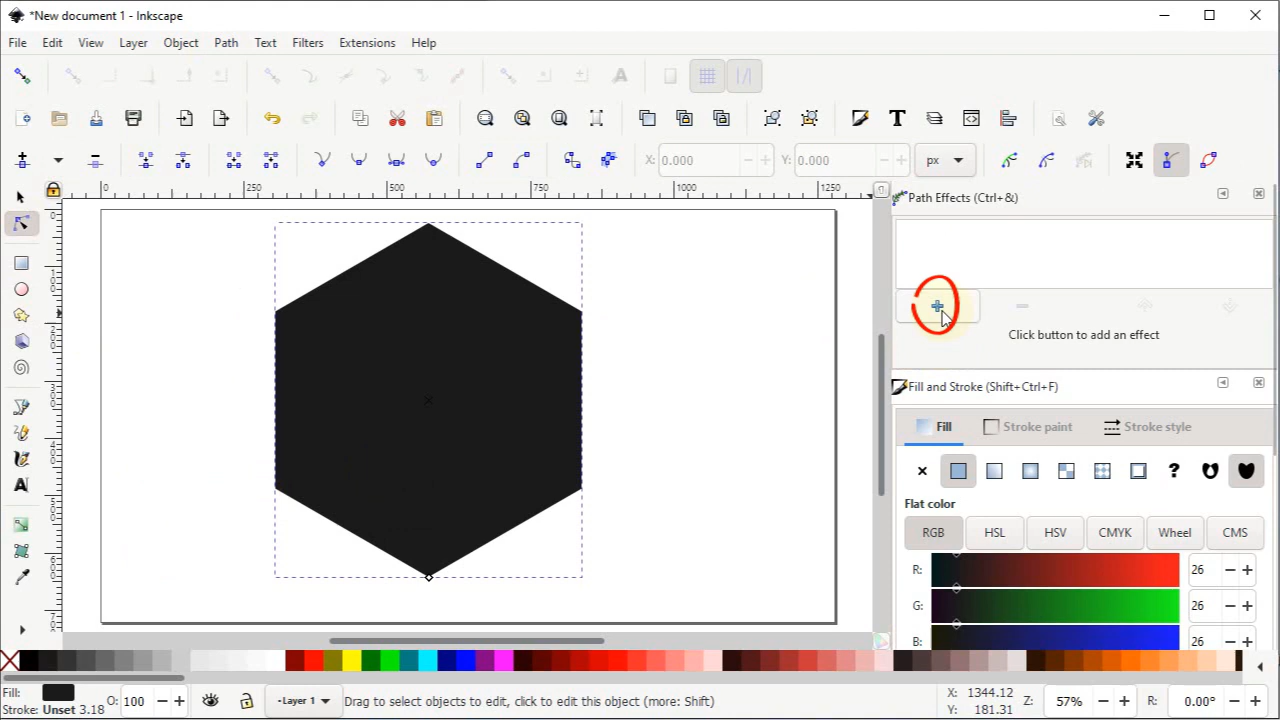 *New document 1 - Inkscape
File Edit View Layer Object Path Text Filters Extensions Help
X: 0.000 Y: 0.000 px
0 250 500 750 1000 1250
Path Effects (Ctrl+&)
Click button to add an effect
Fill and Stroke (Shift+Ctrl+F)
Fill Stroke paint Stroke style
Flat color
RGB HSL HSV CMYK Wheel CMS
R: 26
G: 26
B: 26
Fill:
Stroke: Unset 3.18
O: 100
-Layer 1
Drag to select objects to edit, click to edit this object (more: Shift)
X: 1344.12
Y: 181.31
Z: 57%
R: 0.00°